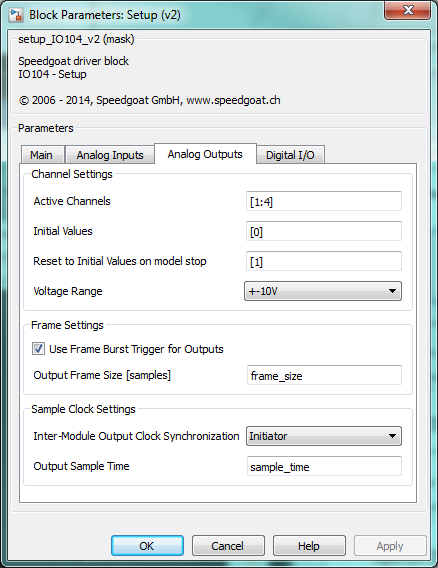 Block Parameters: Setup (v2)
setup_IO104_v2 (mask)
Speedgoat driver block
IO104 - Setup
© 2006 - 2014, Speedgoat GmbH, www.speedgoat.ch
Parameters
Main Analog Inputs Analog Outputs Digital I/O
Channel Settings
Active Channels [1:4]
Initial Values [0]
Reset to Initial Values on model stop [1]
Voltage Range +-10V
Frame Settings
Use Frame Burst Trigger for Outputs
Output Frame Size [samples] frame_size
Sample Clock Settings
Inter-Module Output Clock Synchronization Initiator
Output Sample Time sample_time
OK Cancel Help Apply